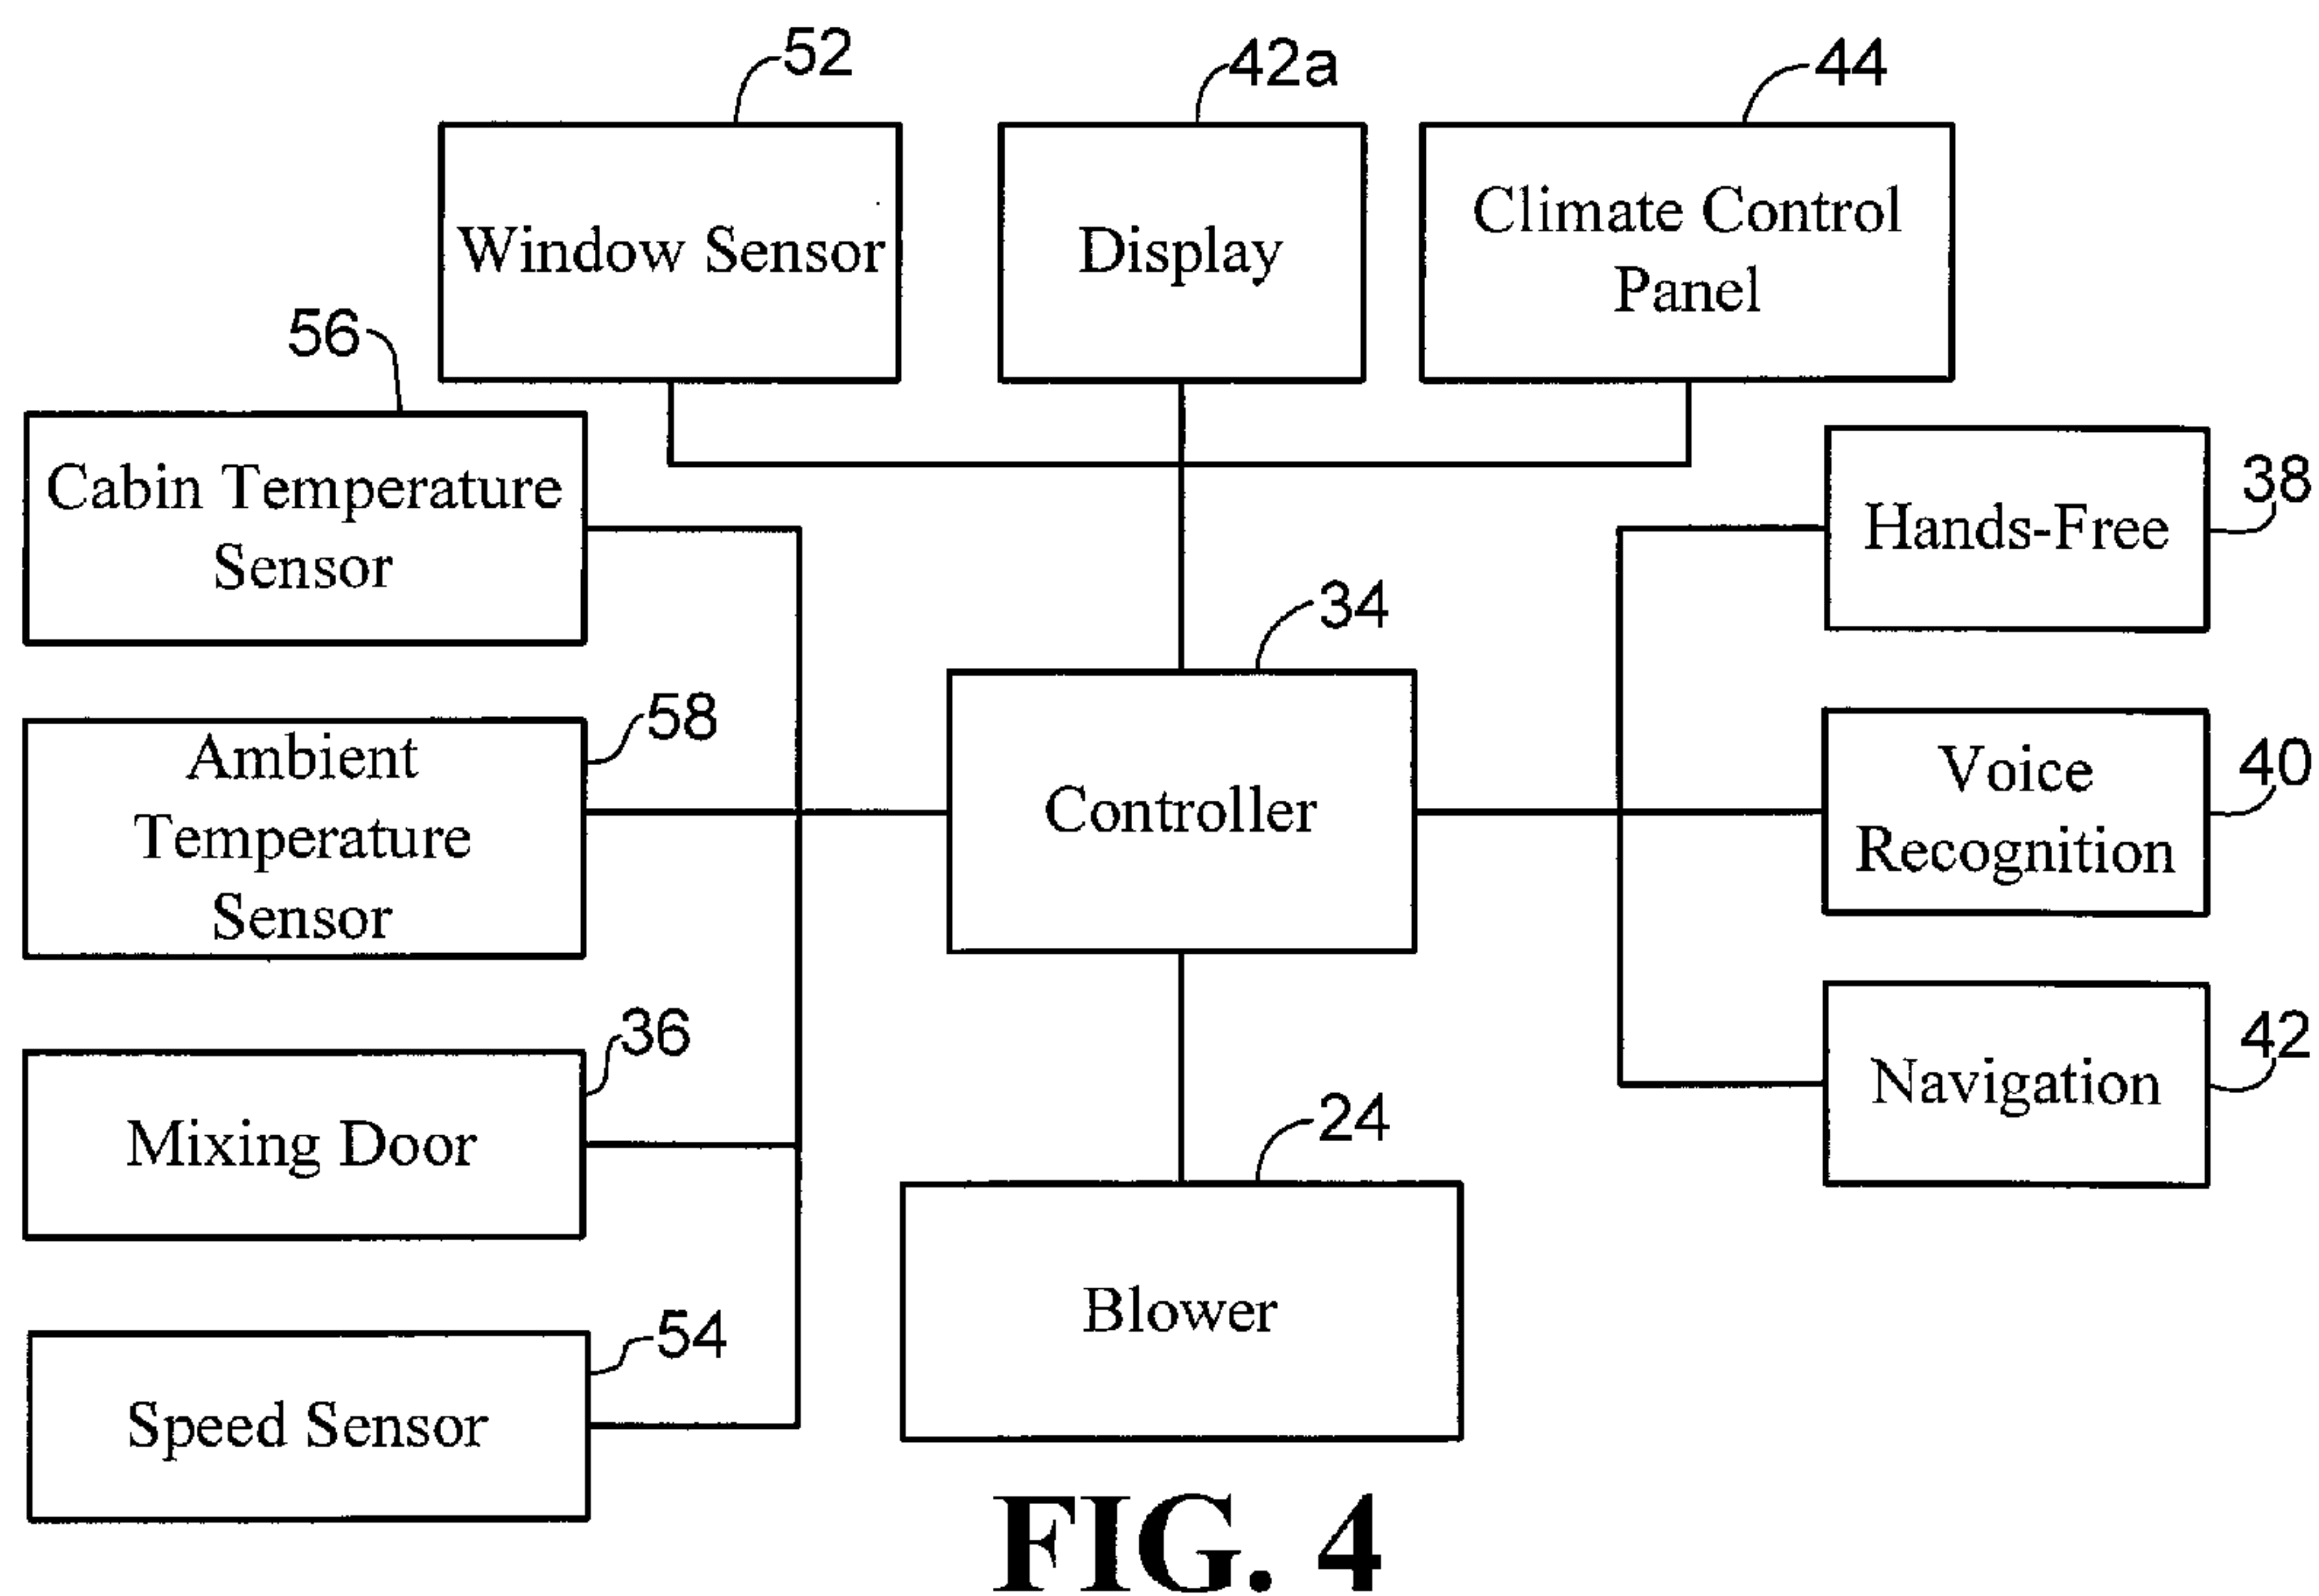 52
42a
44
Window Sensor
Display
Climate Control
Panel
56
Cabin Temperature
Sensor
38
Hands-Free
34
Controller
58
Ambient
Temperature
Sensor
40
Voice
Recognition
36
Mixing Door
42
Navigation
24
Blower
54
Speed Sensor
FIG. 4